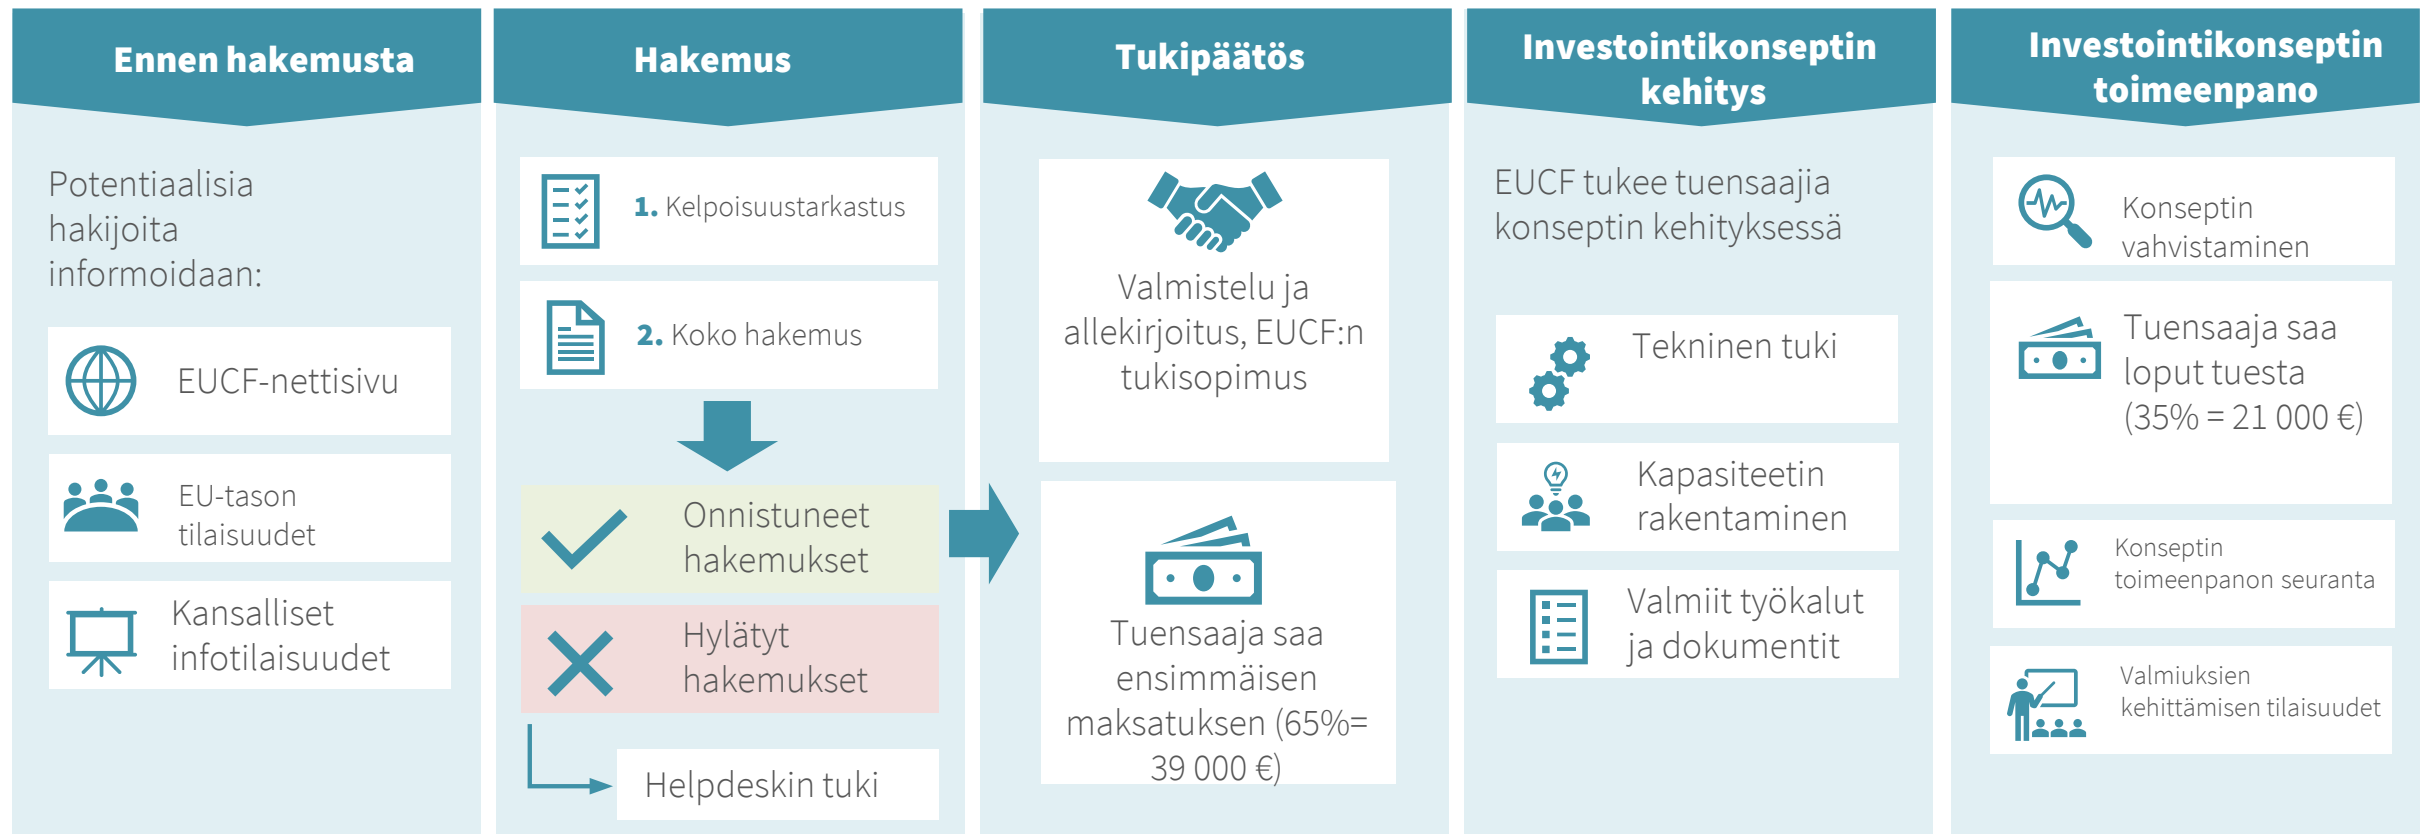 Ennen hakemusta
Potentiaalisia
hakijoita
informoidaan:
EUCF-nettisivu
EU-tason
tilaisuudet
Kansalliset
infotilaisuudet
Hakemus
1. Kelpoisuustarkastus
2. Koko hakemus
Onnistuneet
hakemukset
Hylätyt
hakemukset
Helpdeskin tuki
Tukipäätös
Valmistelu ja
allekirjoitus, EUCF:n
tukisopimus
Tuensaaja saa
ensimmäisen
maksatuksen (65%=
39 000 €)
Investointikonseptin
kehitys
EUCF tukee tuensaajia
konseptin kehityksessä
Tekninen tuki
Kapasiteetin
rakentaminen
Valmiit työkalut
ja dokumentit
Investointikonseptin
toimeenpano
Konseptin
vahvistaminen
Tuensaaja saa
loput tuesta
(35% = 21 000 €)
Konseptin
toimeenpanon seuranta
Valmiuksien
kehittämisen tilaisuudet